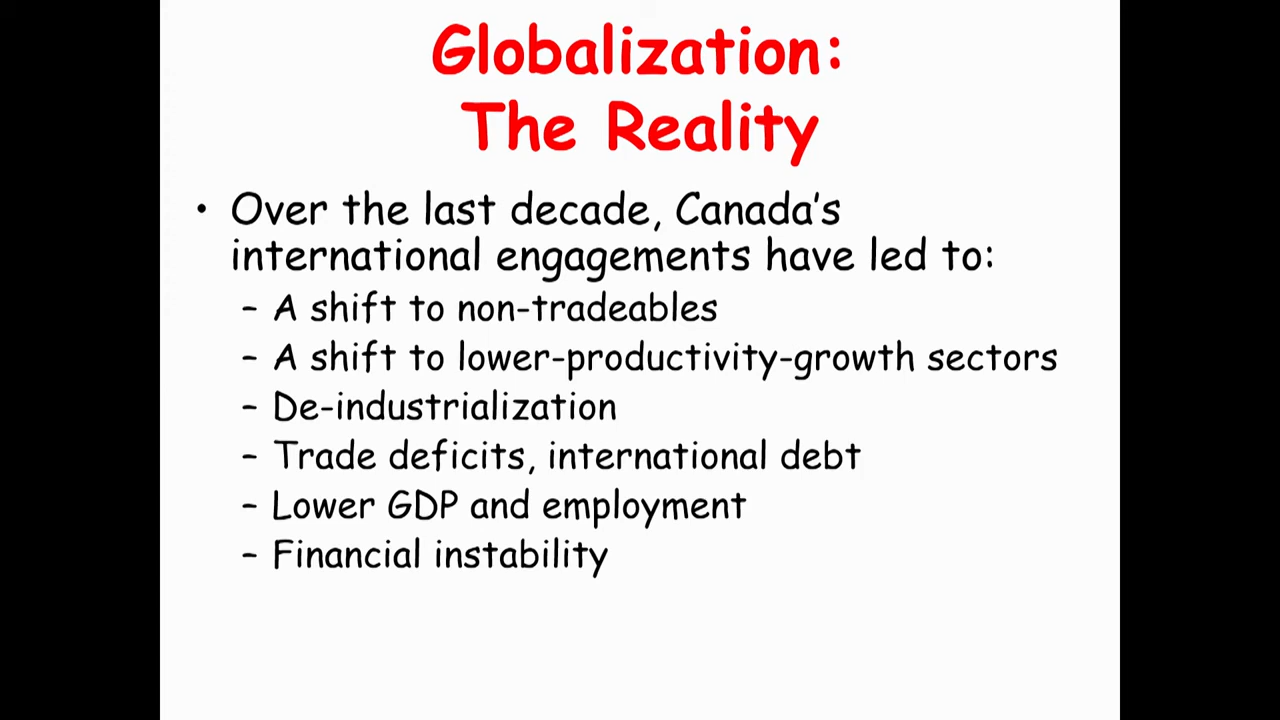 Globalization:
The Reality
• Over the last decade, Canada's
international engagements have led to:
– A shift to non-tradeables
– A shift to lower-productivity-growth sectors
– De-industrialization
– Trade deficits, international debt
– Lower GDP and employment
– Financial instability